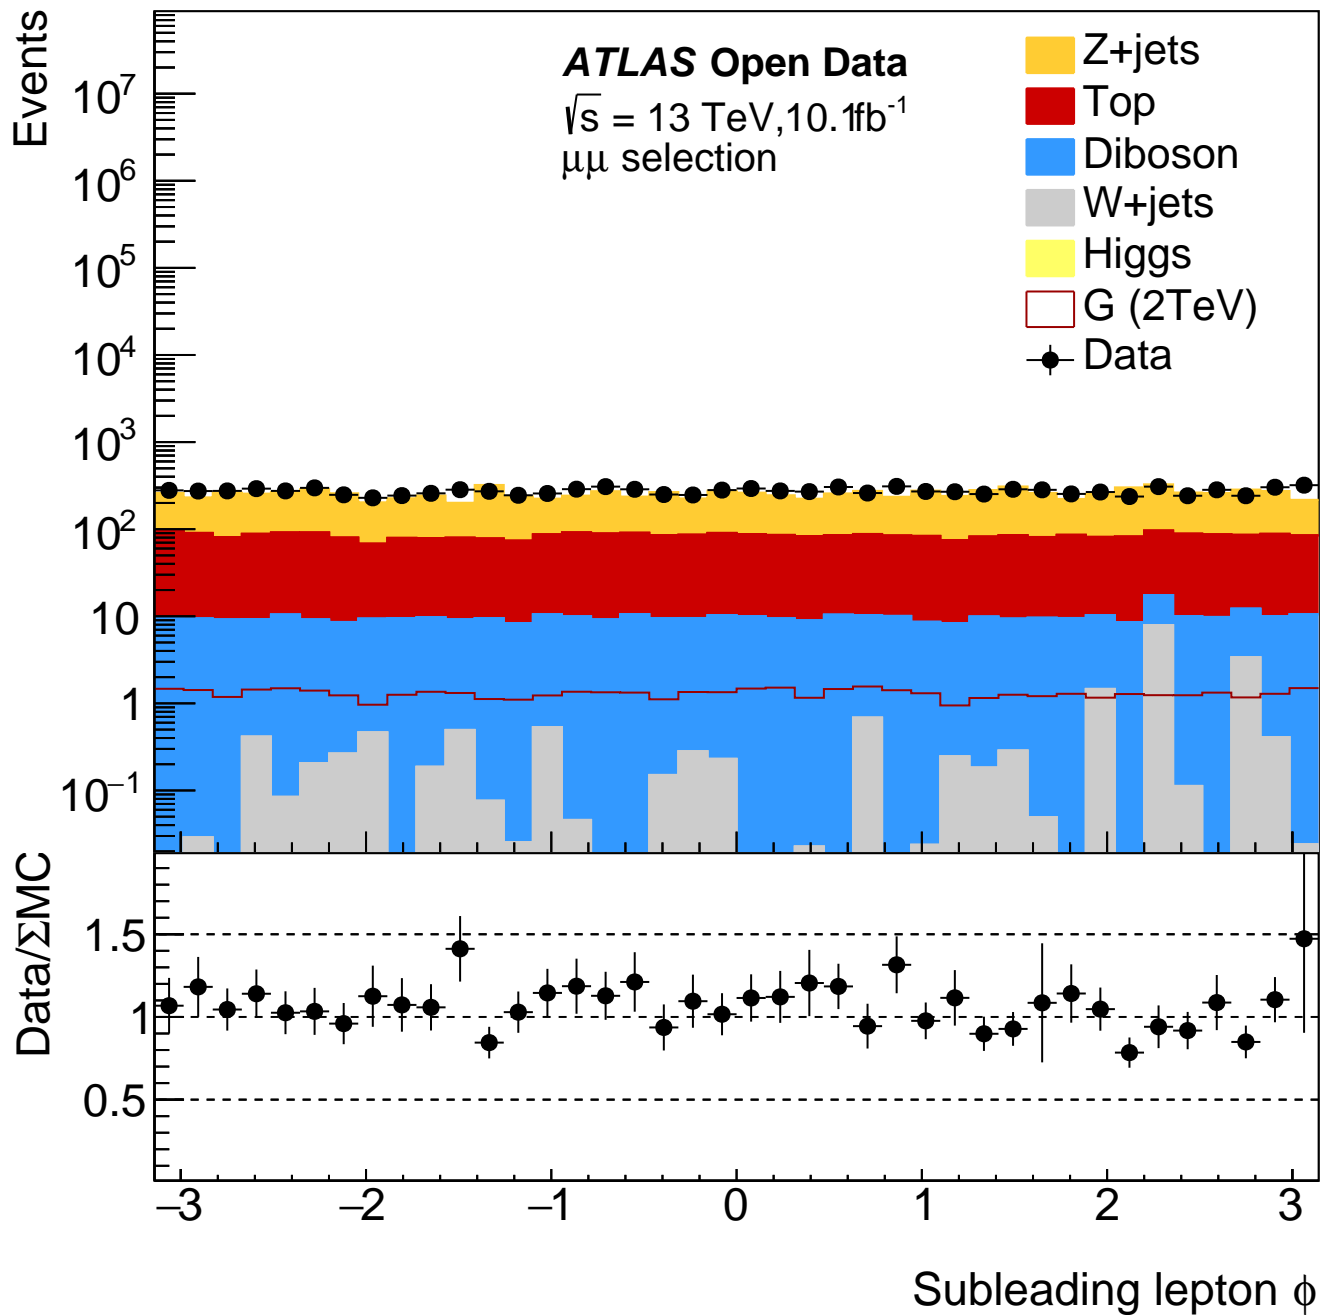 Events
10⁷
10⁶
10⁵
10⁴
10³
10²
10
1
10⁻¹
ATLAS Open Data
√s = 13 TeV,10.1fb⁻¹
μμ selection
Z+jets
Top
Diboson
W+jets
Higgs
G (2TeV)
Data
Data/ΣMC
1.5
1
0.5
−3 −2 −1 0 1 2 3
Subleading lepton ϕ